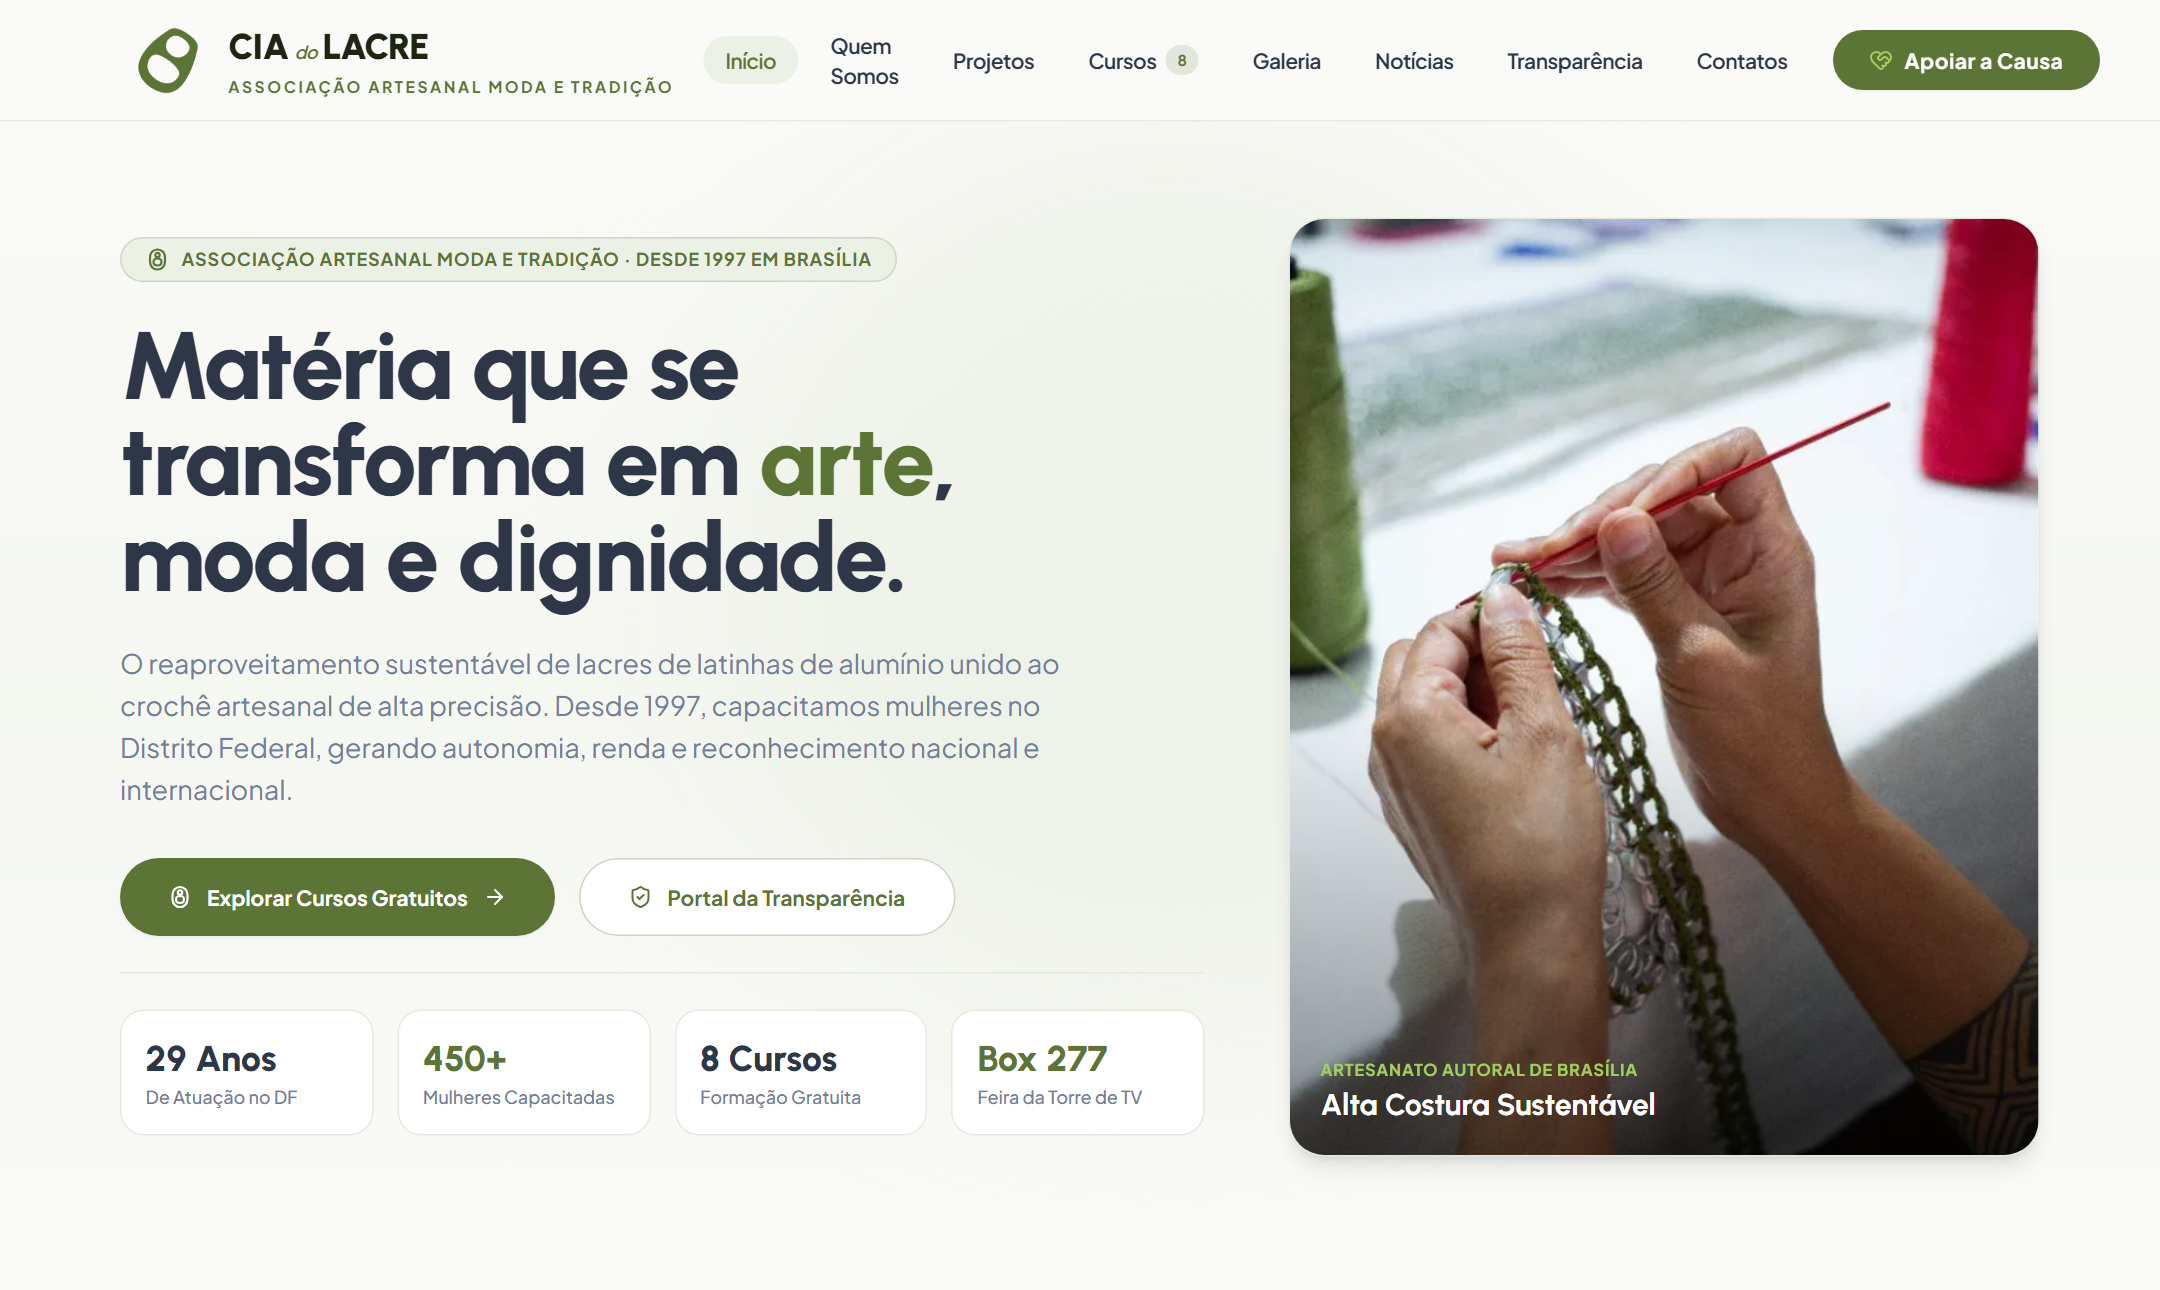 CIA do LACRE
ASSOCIAÇÃO ARTESANAL MODA E TRADIÇÃO
Início
Quem
Somos
Projetos
Cursos 8
Galeria
Notícias
Transparência
Contatos
Apoiar a Causa
ASSOCIAÇÃO ARTESANAL MODA E TRADIÇÃO · DESDE 1997 EM BRASÍLIA
Matéria que se
transforma em arte,
moda e dignidade.
O reaproveitamento sustentável de lacres de latinhas de alumínio unido ao
crochê artesanal de alta precisão. Desde 1997, capacitamos mulheres no
Distrito Federal, gerando autonomia, renda e reconhecimento nacional e
internacional.
Explorar Cursos Gratuitos
Portal da Transparência
29 Anos
De Atuação no DF
450+
Mulheres Capacitadas
8 Cursos
Formação Gratuita
Box 277
Feira da Torre de TV
ARTESANATO AUTORAL DE BRASÍLIA
Alta Costura Sustentável